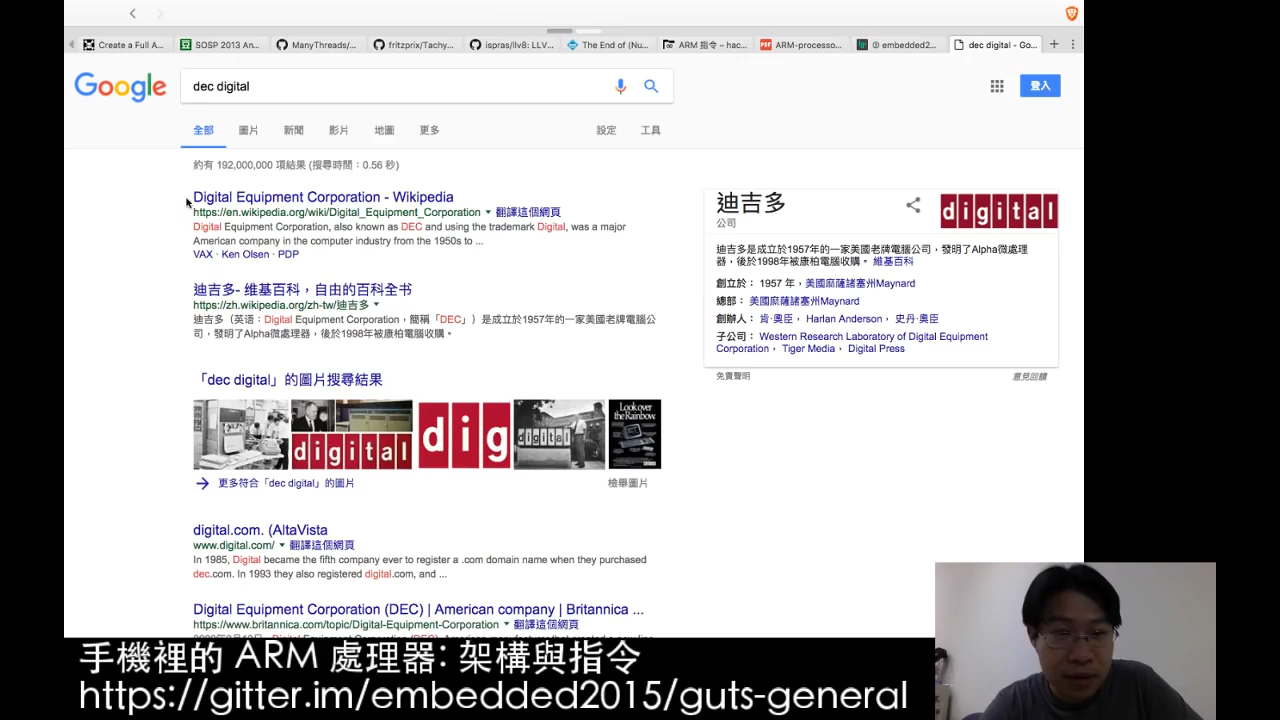 Create a Full A...
SOSP 2013 An...
ManyThreads/...
fritzprix/Tachy...
ispras/llv8: LLV...
The End of (Nu...
ARM 指令 – hac...
ARM-processo...
embedded2...
dec digital - Go...
Google
dec digital
登入
全部
圖片
新聞
影片
地圖
更多
設定
工具
約有 192,000,000 項結果 (搜尋時間：0.56 秒)
Digital Equipment Corporation - Wikipedia
https://en.wikipedia.org/wiki/Digital_Equipment_Corporation 翻譯這個網頁
Digital Equipment Corporation, also known as DEC and using the trademark Digital, was a major
American company in the computer industry from the 1950s to ...
VAX · Ken Olsen · PDP
迪吉多- 维基百科，自由的百科全书
https://zh.wikipedia.org/zh-tw/迪吉多
迪吉多（英语：Digital Equipment Corporation，簡稱「DEC」）是成立於1957年的一家美國老牌電腦公
司，發明了Alpha微處理器，後於1998年被康柏電腦收購。
「dec digital」的圖片搜尋結果
digital
dig
digital
Look over
the Rainbow.
更多符合「dec digital」的圖片
檢舉圖片
digital.com. (AltaVista
www.digital.com/ 翻譯這個網頁
In 1985, Digital became the fifth company ever to register a .com domain name when they purchased
dec.com. In 1993 they also registered digital.com, and ...
Digital Equipment Corporation (DEC) | American company | Britannica ...
https://www.britannica.com/topic/Digital-Equipment-Corporation 翻譯這個網頁
迪吉多
公司
digital
迪吉多是成立於1957年的一家美國老牌電腦公司，發明了Alpha微處理
器，後於1998年被康柏電腦收購。 維基百科
創立於： 1957 年，美國麻薩諸塞州Maynard
總部： 美國麻薩諸塞州Maynard
創辦人： 肯·奧臣， Harlan Anderson， 史丹·奧臣
子公司： Western Research Laboratory of Digital Equipment
Corporation， Tiger Media， Digital Press
免責聲明
意見回饋
手機裡的 ARM 處理器: 架構與指令
https://gitter.im/embedded2015/guts-general